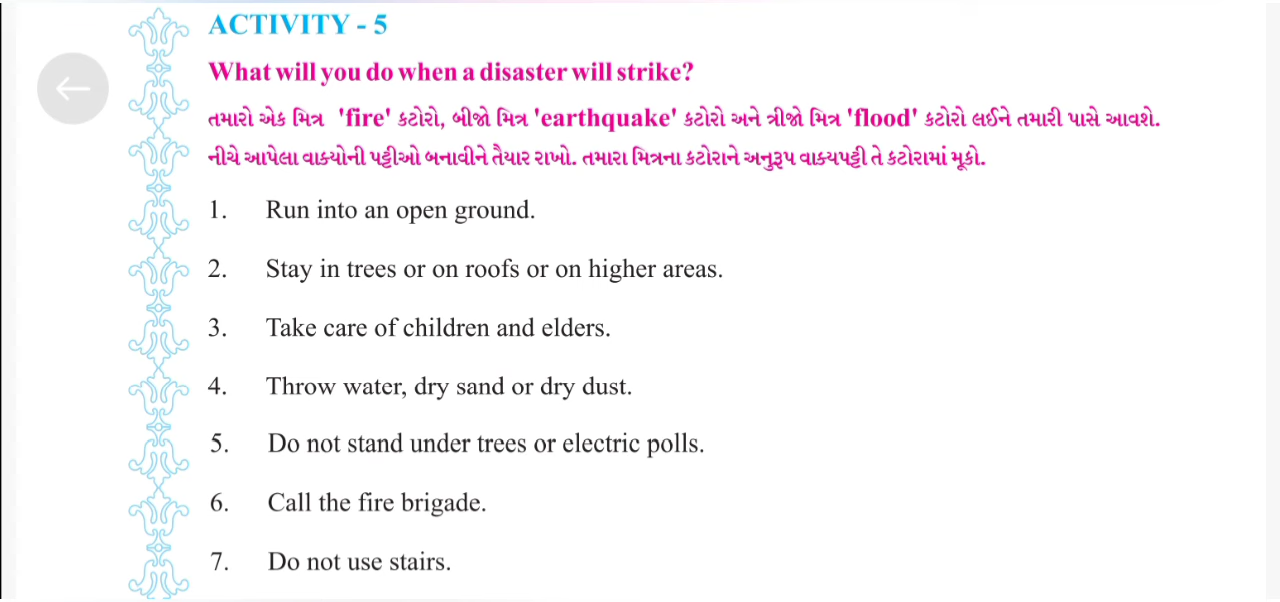 ACTIVITY - 5
What will you do when a disaster will strike?
તમારો એક મિત્ર 'fire' કટોરો, બીજો મિત્ર 'earthquake' કટોરો અને ત્રીજો મિત્ર 'flood' કટોરો લઈને તમારી પાસે આવશે.
નીચે આપેલા વાક્યોની પટ્ટીઓ બનાવીને તૈયાર રાખો. તમારા મિત્રના કટોરાને અનુરૂપ વાક્યપટ્ટી તે કટોરામાં મૂકો.
1. Run into an open ground.
2. Stay in trees or on roofs or on higher areas.
3. Take care of children and elders.
4. Throw water, dry sand or dry dust.
5. Do not stand under trees or electric polls.
6. Call the fire brigade.
7. Do not use stairs.